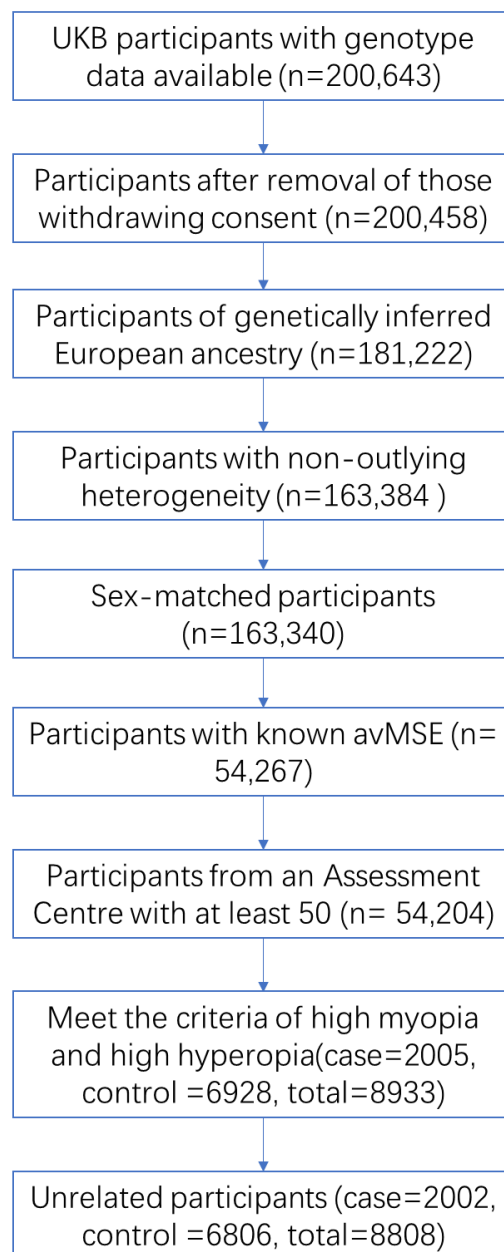 UKB participants with genotype
data available (n=200,643)
Participants after removal of those
withdrawing consent (n=200,458)
Participants of genetically inferred
European ancestry (n=181,222)
Participants with non-outlying
heterogeneity (n=163,384 )
Sex-matched participants
(n=163,340)
Participants with known avMSE (n=
54,267)
Participants from an Assessment
Centre with at least 50 (n= 54,204)
Meet the criteria of high myopia
and high hyperopia(case=2005,
control =6928, total=8933)
Unrelated participants (case=2002,
control =6806, total=8808)